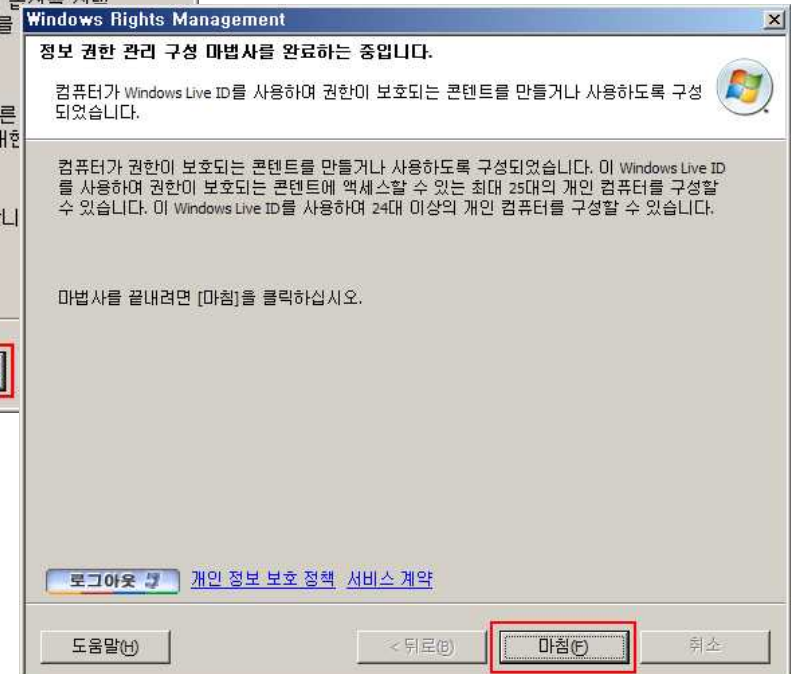 Windows Rights Management
정보 권한 관리 구성 마법사를 완료하는 중입니다.
컴퓨터가 Windows Live ID를 사용하여 권한이 보호되는 콘텐트를 만들거나 사용하도록 구성
되었습니다.
컴퓨터가 권한이 보호되는 콘텐트를 만들거나 사용하도록 구성되었습니다. 이 Windows Live ID
를 사용하여 권한이 보호되는 콘텐트에 액세스할 수 있는 최대 25대의 개인 컴퓨터를 구성할
수 있습니다. 이 Windows Live ID를 사용하여 24대 이상의 개인 컴퓨터를 구성할 수 있습니다.
마법사를 끝내려면 [마침]을 클릭하십시오.
로그아웃 개인 정보 보호 정책 서비스 계약
도움말(H) < 뒤로(B) 마침(F) 취소